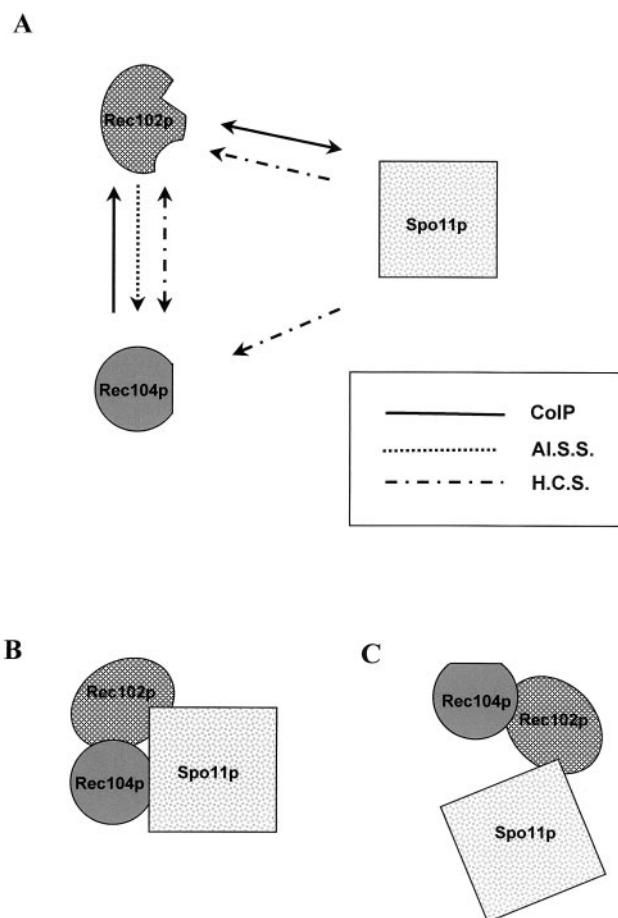 A
Rec102p
Spo11p
Rec104p
CoIP
Al.S.S.
H.C.S.
B
Rec102p
Rec104p
Spo11p
C
Rec104p
Rec102p
Spo11p